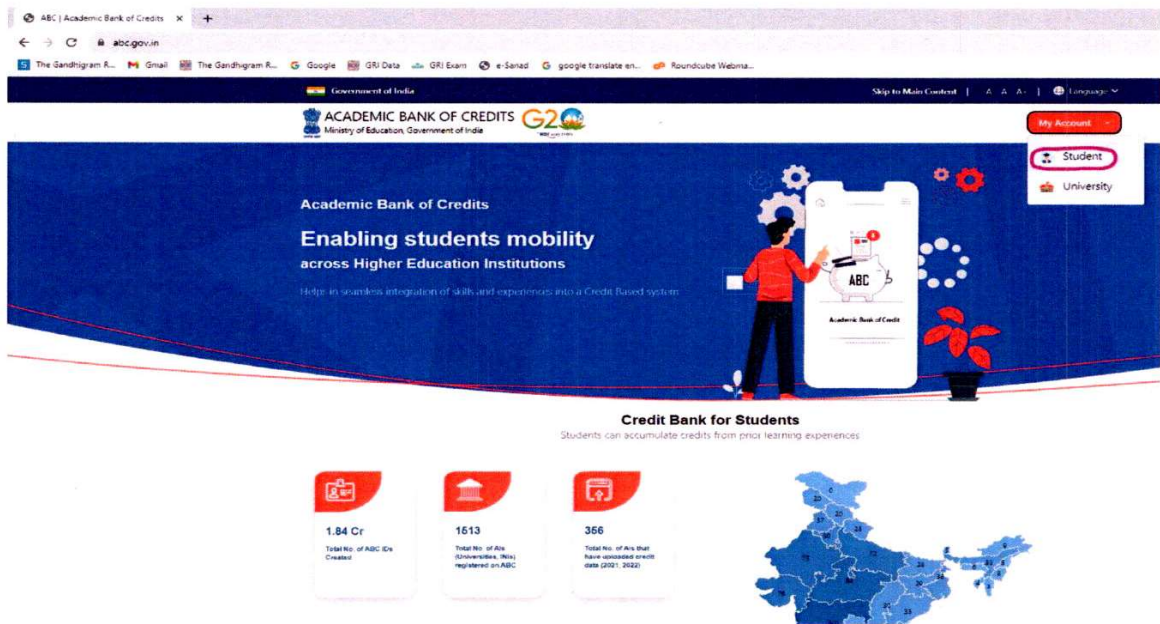 ABC | Academic Bank of Credits
abc.gov.in
The Gandhigram R... Gmail The Gandhigram R... Google GRI Data GRI Exam e-Sanad google translate en... Roundcube Webma...
Government of India Skip to Main Content | A- A A+ | Language
ACADEMIC BANK OF CREDITS G20
Ministry of Education, Government of India
My Account
Student
University
Academic Bank of Credits
Enabling students mobility
across Higher Education Institutions
Helps in seamless integration of skills and experiences into a Credit Based system
ABC
Academic Bank of Credit
Credit Bank for Students
Students can accumulate credits from prior learning experiences
1.84 Cr
Total No. of ABC IDs
Created
1513
Total No. of AIs
(Universities, INIs)
registered on ABC
356
Total No. of AIs that
have uploaded credit
data (2021, 2022)